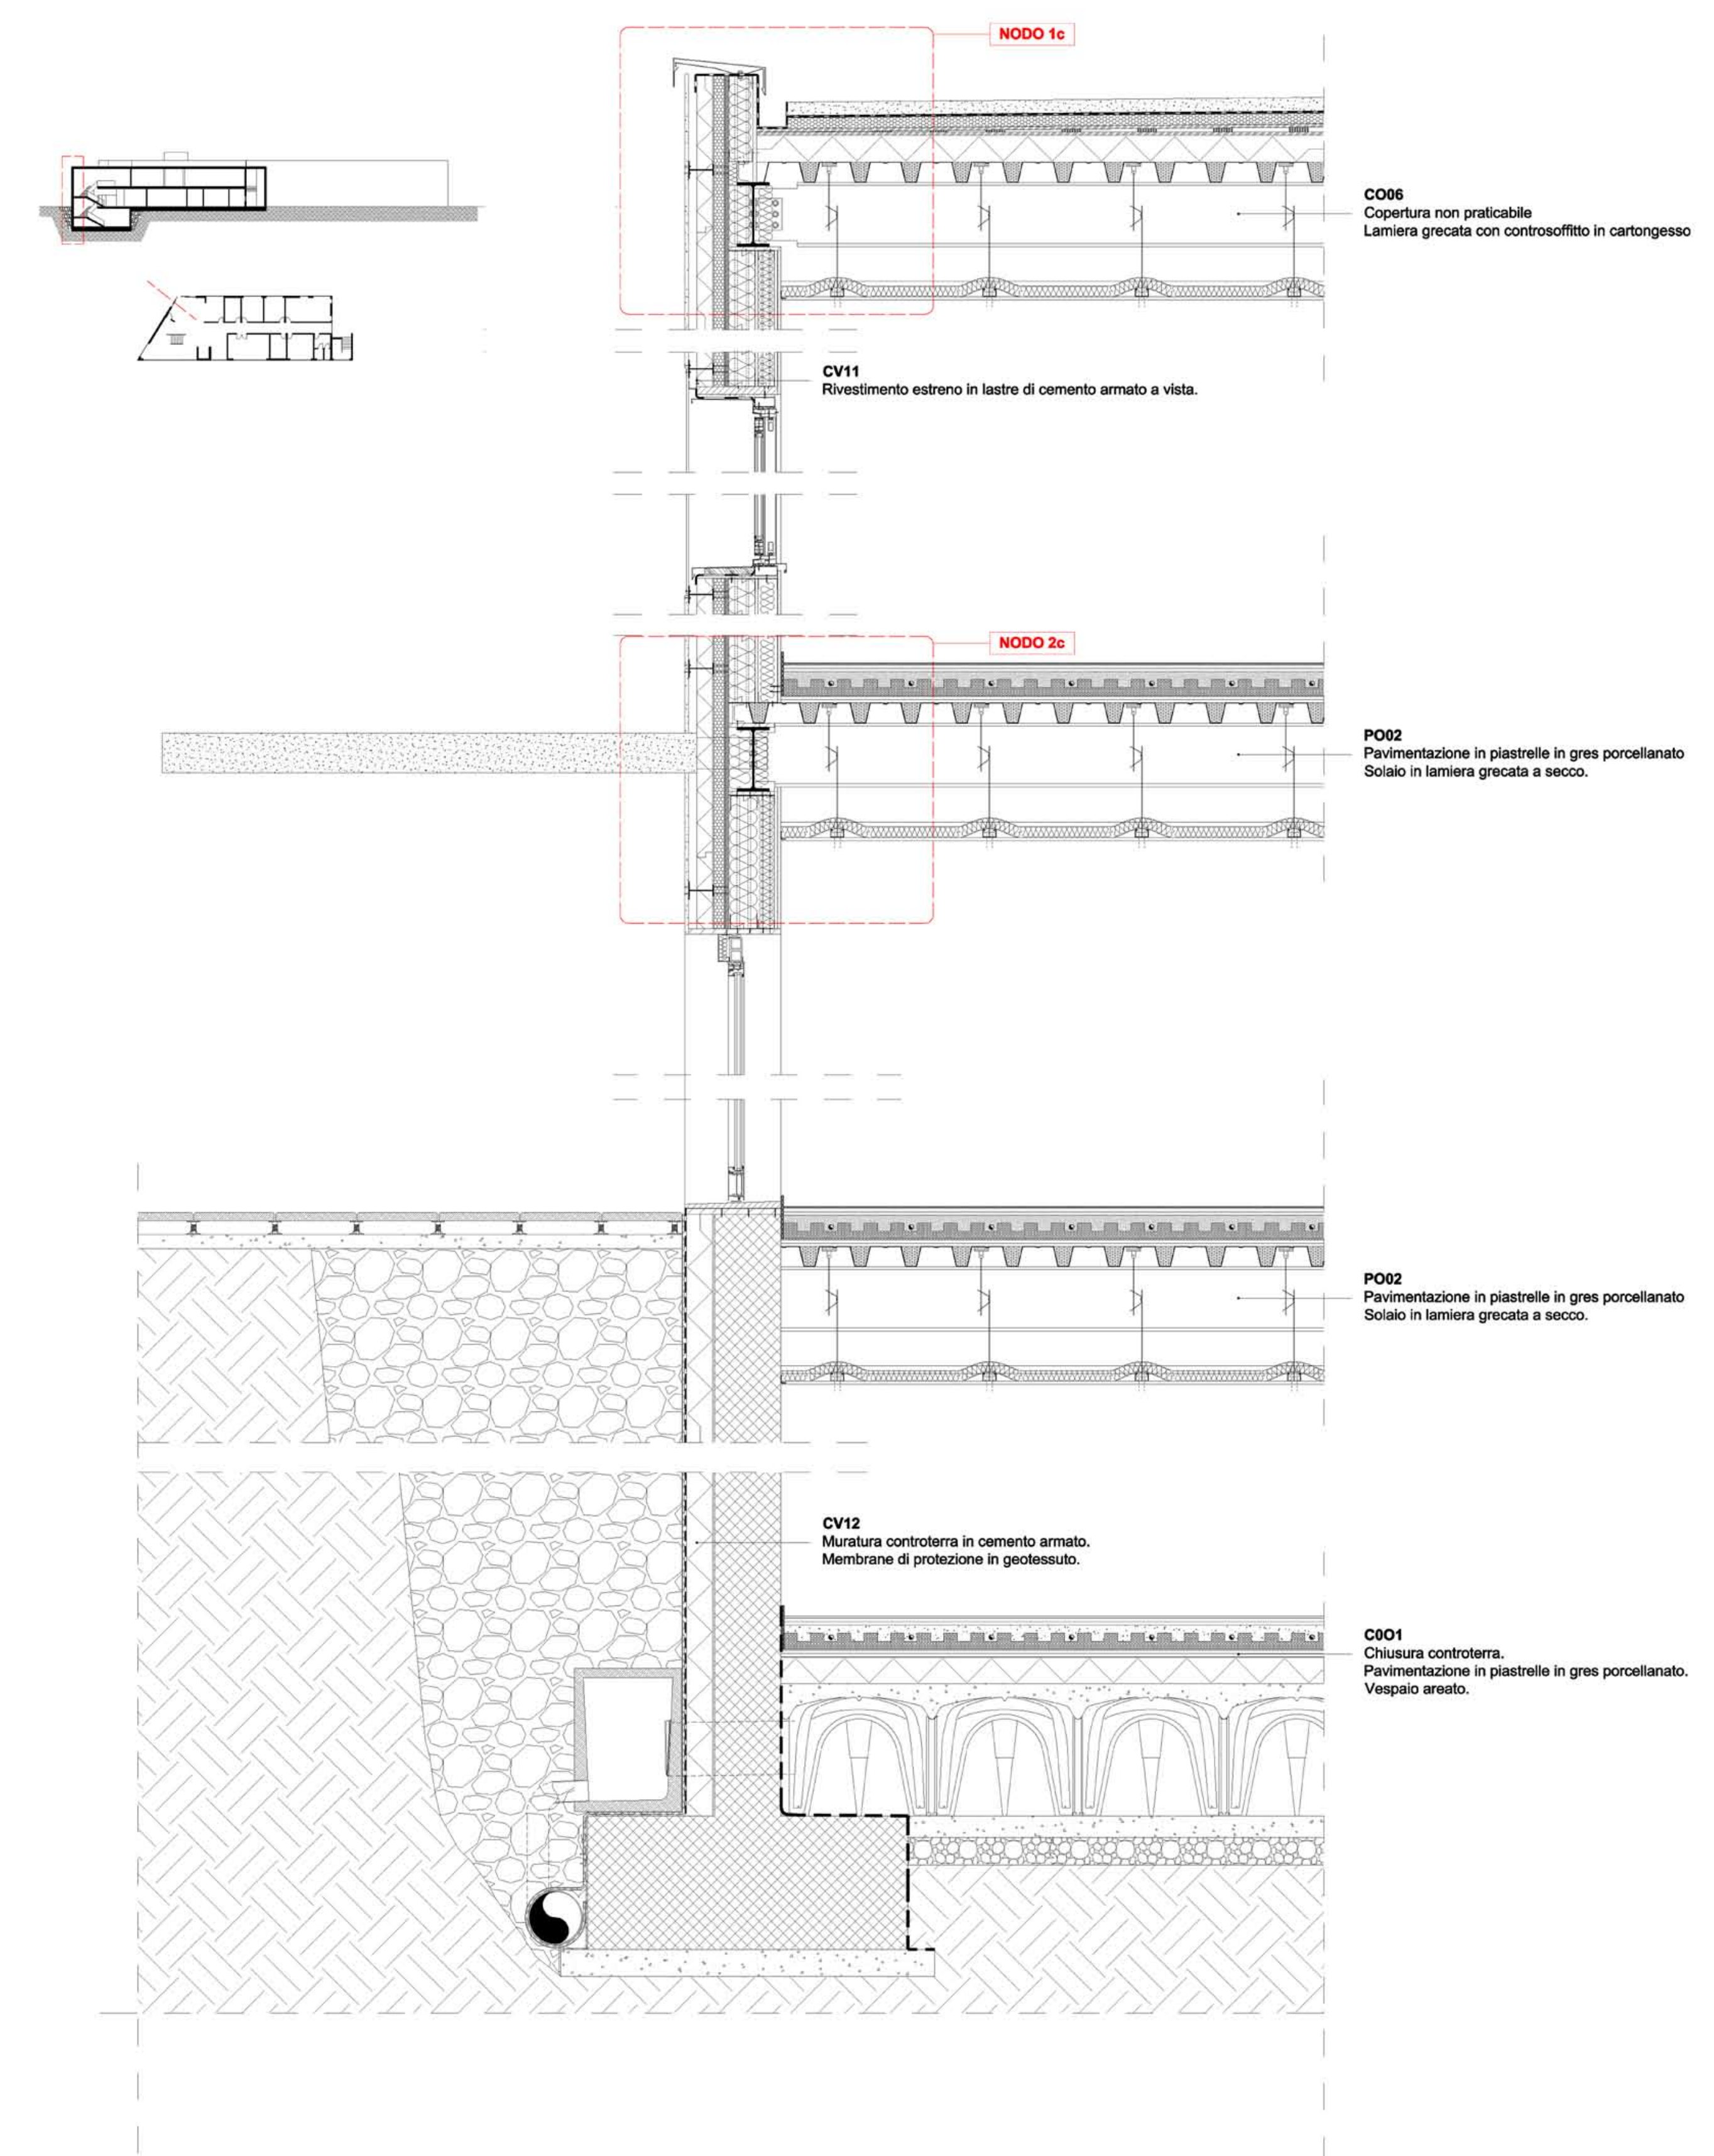 NODO 1c
CO06
Copertura non praticabile
Lamiera grecata con controsoffitto in cartongesso
CV11
Rivestimento estreno in lastre di cemento armato a vista.
NODO 2c
PO02
Pavimentazione in piastrelle in gres porcellanato
Solaio in lamiera grecata a secco.
PO02
Pavimentazione in piastrelle in gres porcellanato
Solaio in lamiera grecata a secco.
CV12
Muratura controterra in cemento armato.
Membrane di protezione in geotessuto.
C0O1
Chiusura controterra.
Pavimentazione in piastrelle in gres porcellanato.
Vespaio areato.